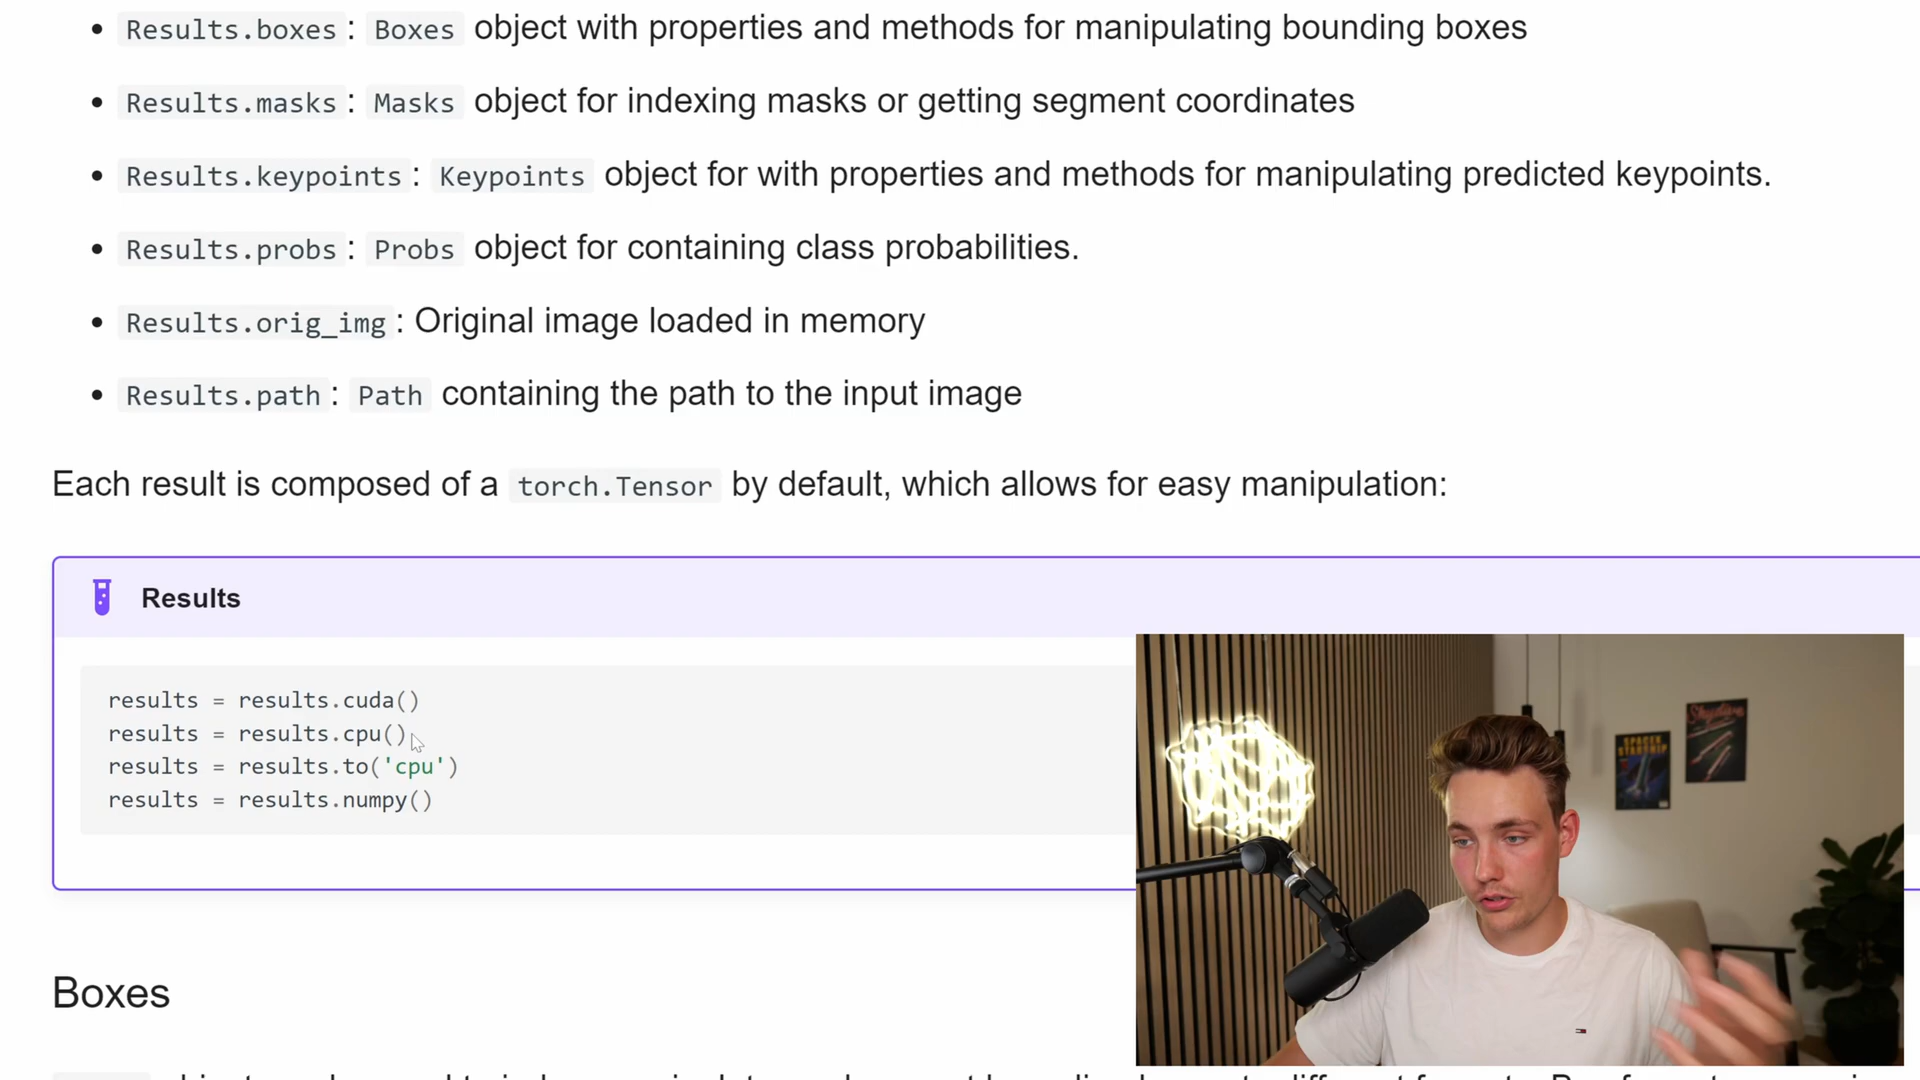 Results.boxes: Boxes object with properties and methods for manipulating bounding boxes
Results.masks: Masks object for indexing masks or getting segment coordinates
Results.keypoints: Keypoints object for with properties and methods for manipulating predicted keypoints.
Results.probs: Probs object for containing class probabilities.
Results.orig_img: Original image loaded in memory
Results.path: Path containing the path to the input image
Each result is composed of a torch.Tensor by default, which allows for easy manipulation:
Results
results = results.cuda()
results = results.cpu()
results = results.to('cpu')
results = results.numpy()
SPACEX
STARSHIP
Boxes